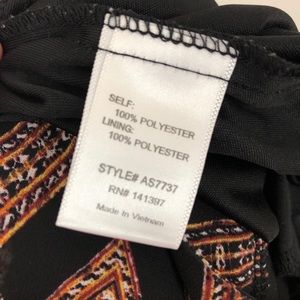 SELF:
100% POLYESTER
LINING:
100% POLYESTER
STYLE# AS7737
RN# 141397
Made In Vietnam